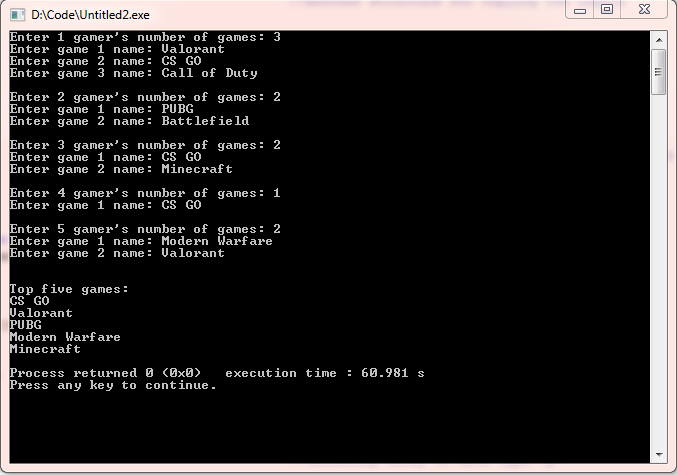 D:\Code\Untitled2.exe
Enter 1 gamer's number of games: 3
Enter game 1 name: Valorant
Enter game 2 name: CS GO
Enter game 3 name: Call of Duty
Enter 2 gamer's number of games: 2
Enter game 1 name: PUBG
Enter game 2 name: Battlefield
Enter 3 gamer's number of games: 2
Enter game 1 name: CS GO
Enter game 2 name: Minecraft
Enter 4 gamer's number of games: 1
Enter game 1 name: CS GO
Enter 5 gamer's number of games: 2
Enter game 1 name: Modern Warfare
Enter game 2 name: Valorant
Top five games:
CS GO
Valorant
PUBG
Modern Warfare
Minecraft
Process returned 0 (0x0)   execution time : 60.981 s
Press any key to continue.